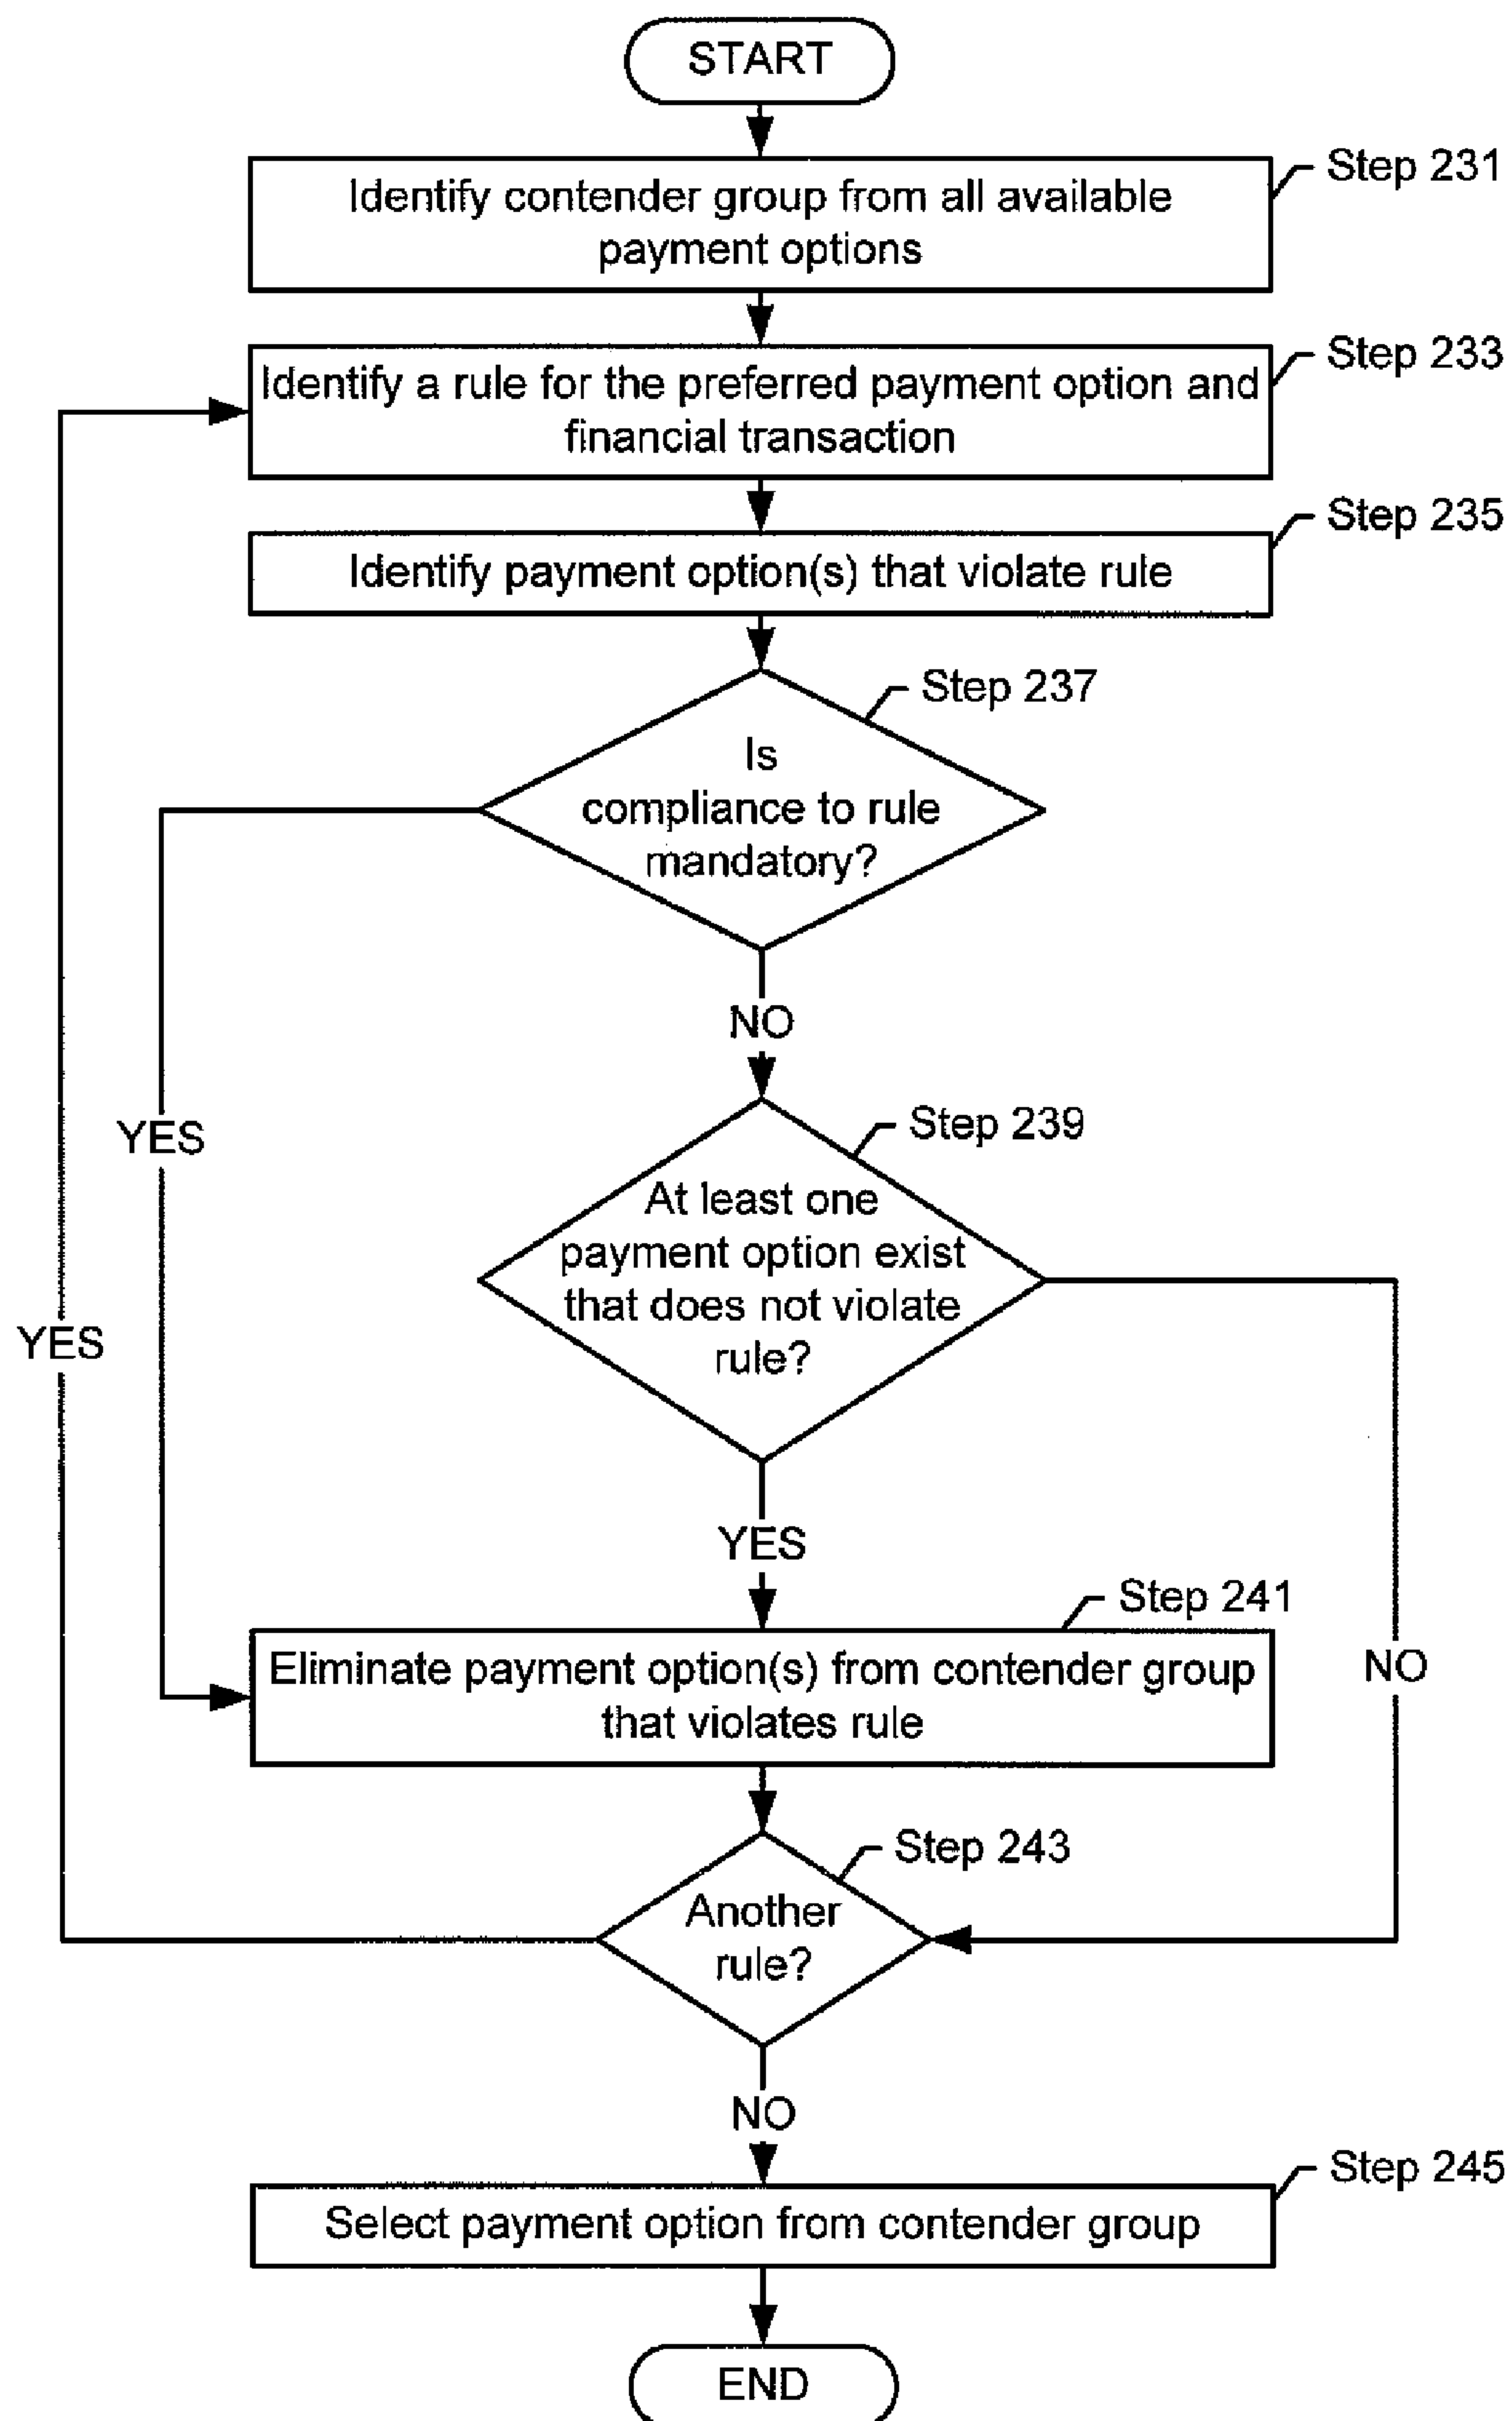 START
Step 231
Identify contender group from all available
payment options
Step 233
Identify a rule for the preferred payment option and
financial transaction
Step 235
Identify payment option(s) that violate rule
Step 237
Is
compliance to rule
mandatory?
NO
YES
Step 239
At least one
payment option exist
that does not violate
rule?
YES
YES
Step 241
Eliminate payment option(s) from contender group
that violates rule
NO
Step 243
Another
rule?
NO
Step 245
Select payment option from contender group
END